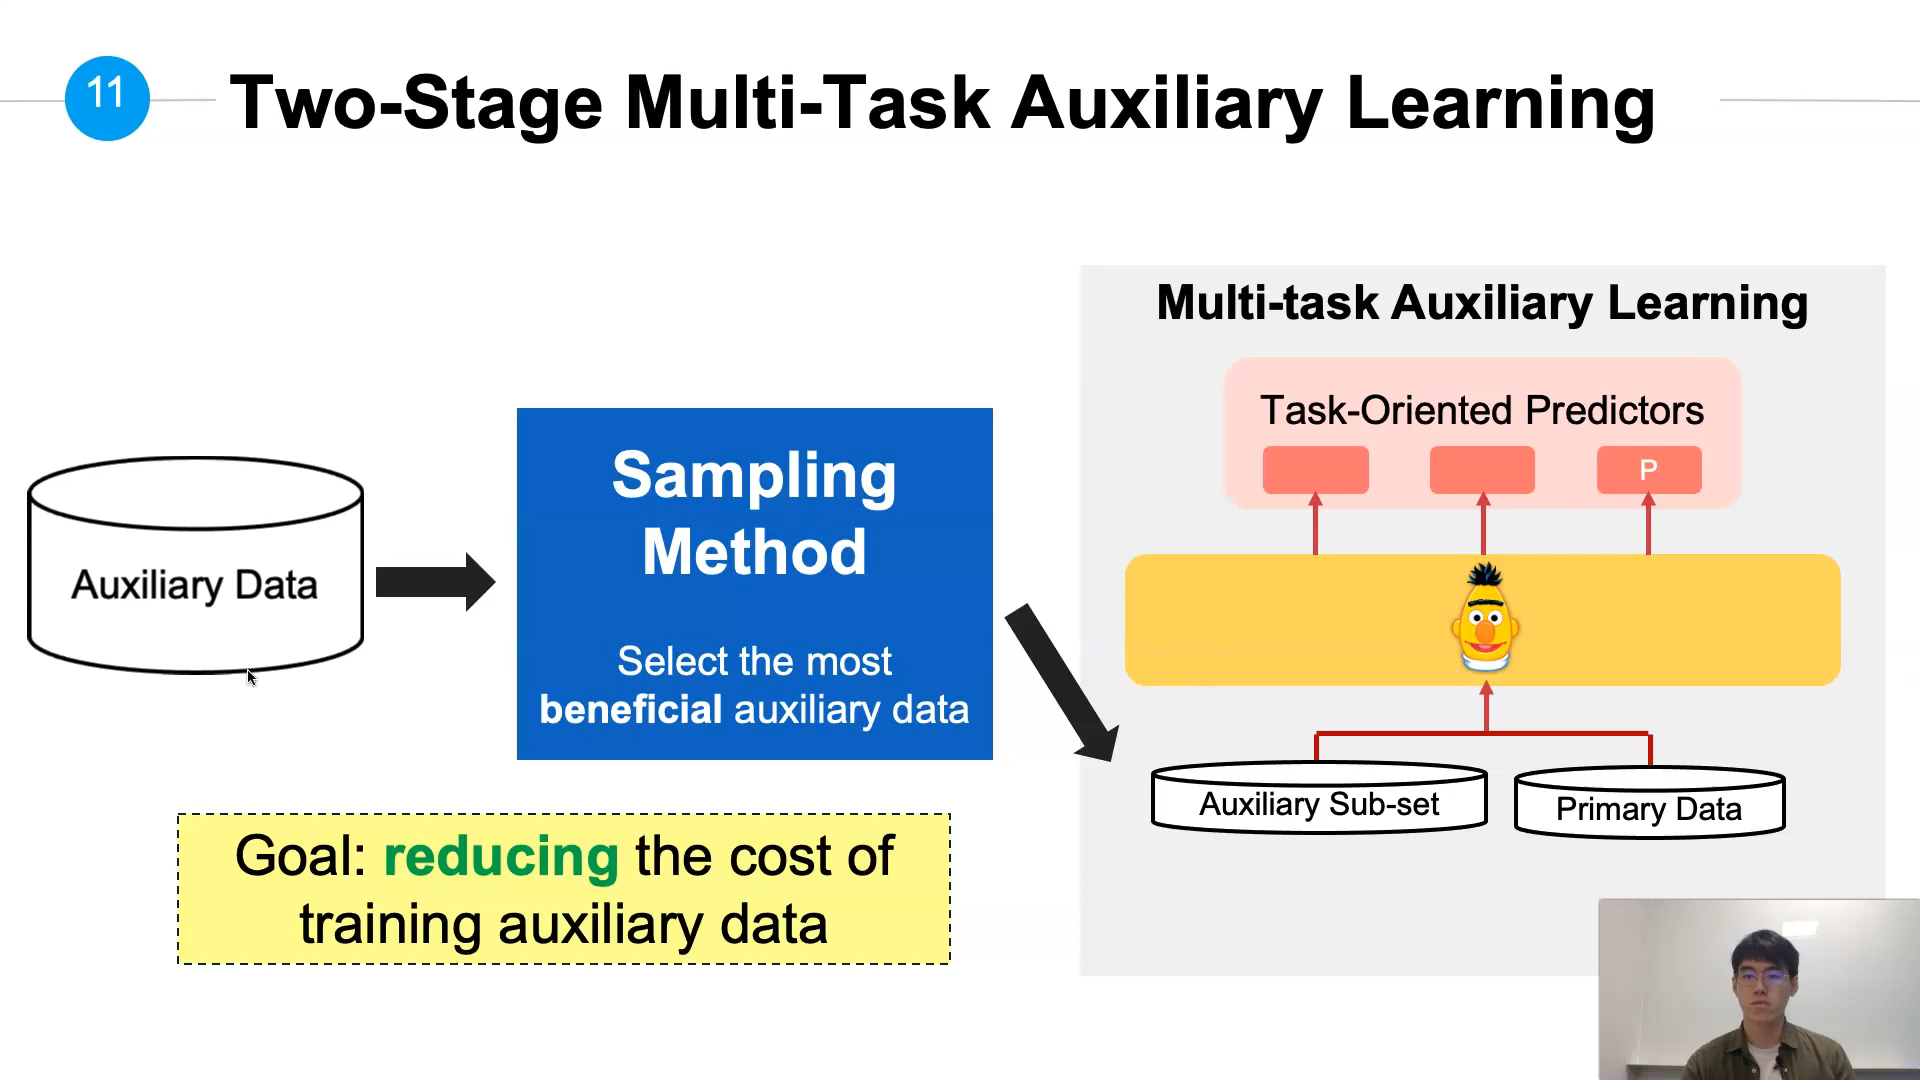 11
Two-Stage Multi-Task Auxiliary Learning
Auxiliary Data
Sampling
Method
Select the most
beneficial auxiliary data
Goal: reducing the cost of
training auxiliary data
Multi-task Auxiliary Learning
Task-Oriented Predictors
P
Auxiliary Sub-set
Primary Data